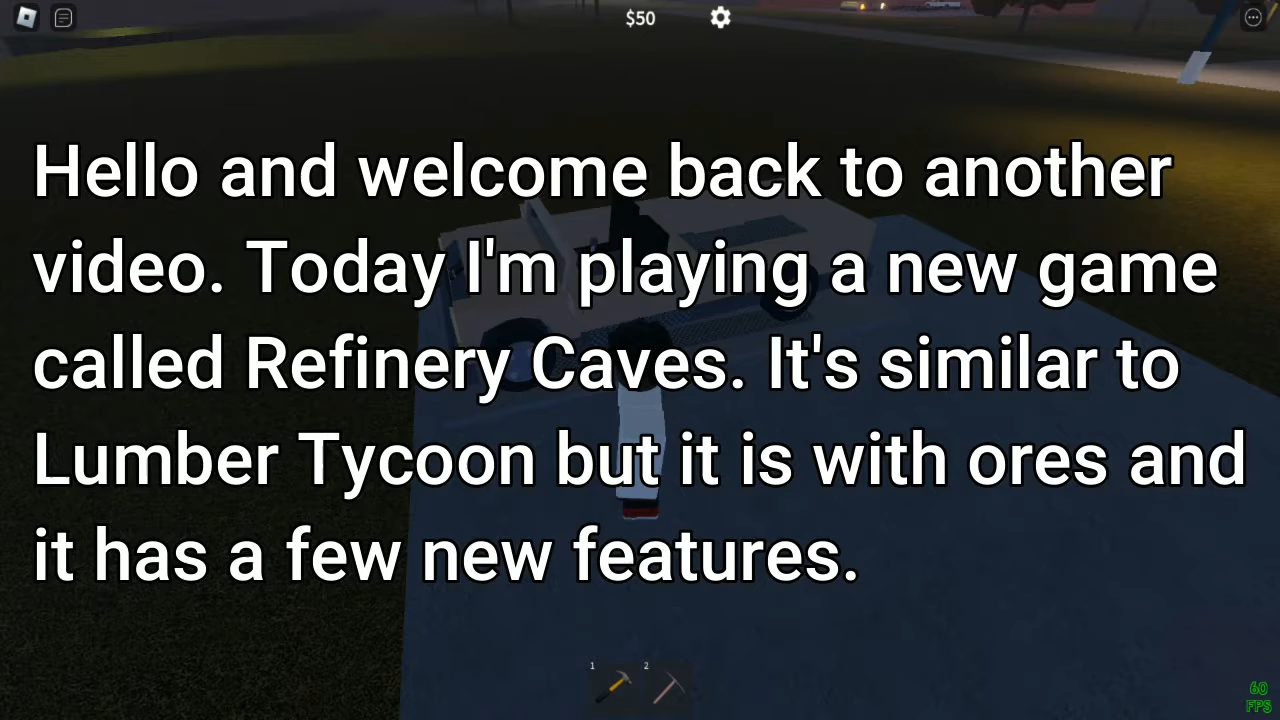 $50
Hello and welcome back to another
video. Today I'm playing a new game
called Refinery Caves. It's similar to
Lumber Tycoon but it is with ores and
it has a few new features.
1 2
60
FPS